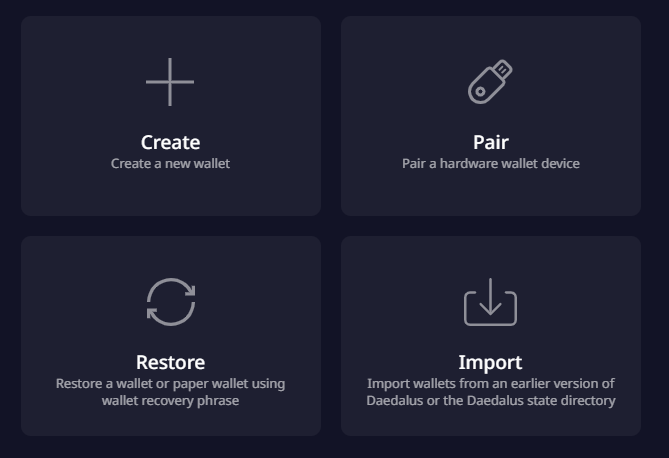 Create
Create a new wallet
Pair
Pair a hardware wallet device
Restore
Restore a wallet or paper wallet using
wallet recovery phrase
Import
Import wallets from an earlier version of
Daedalus or the Daedalus state directory